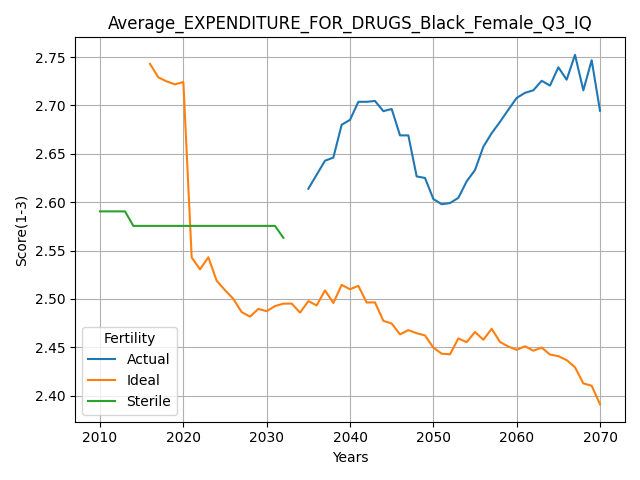 Average_EXPENDITURE_FOR_DRUGS_Black_Female_Q3_IQ
Score(1-3)
2.75
2.70
2.65
2.60
2.55
2.50
2.45
2.40
Fertility
Actual
Ideal
Sterile
2010 2020 2030 2040 2050 2060 2070
Years